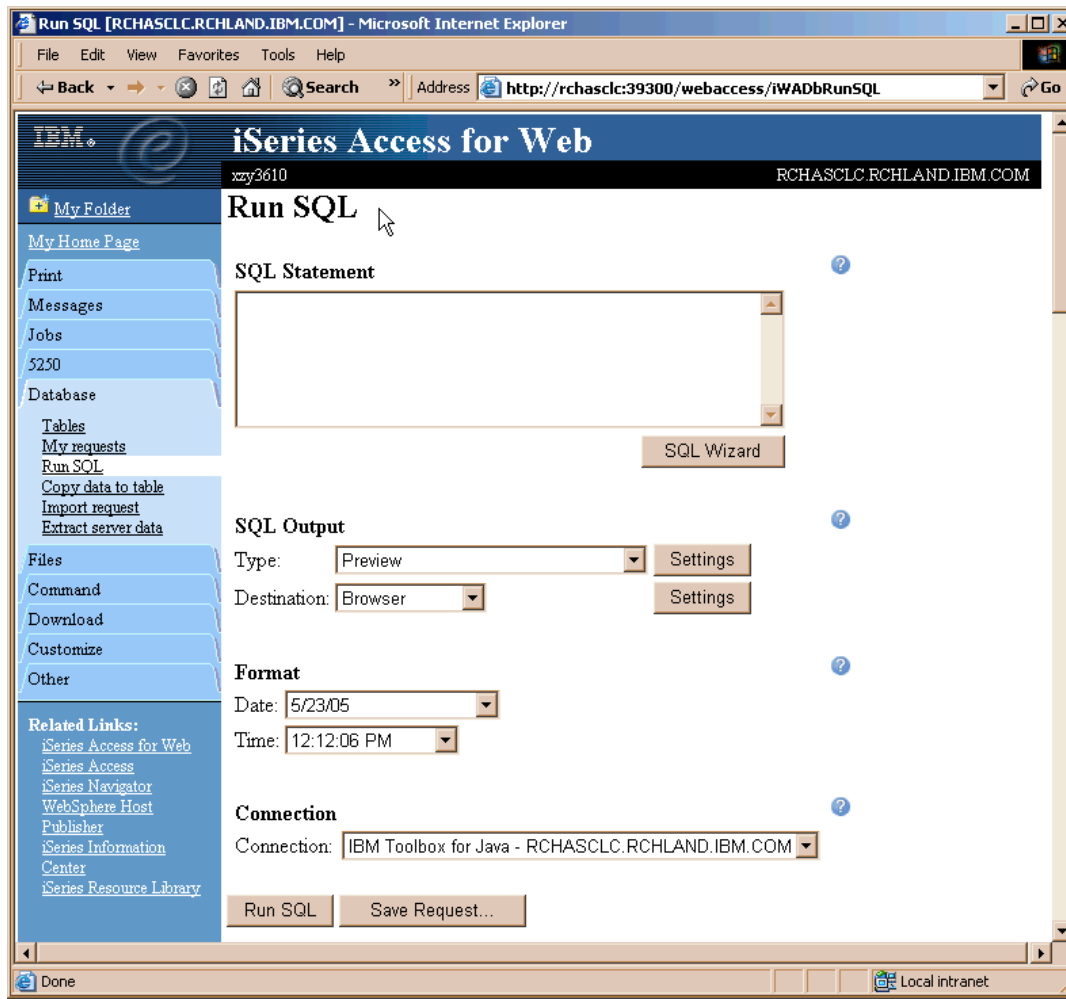 Run SQL [RCHASCLC.RCHLAND.IBM.COM] - Microsoft Internet Explorer
File Edit View Favorites Tools Help
Back Search » Address http://rchasclc:39300/webaccess/iWADbRunSQL Go
IBM® e iSeries Access for Web
xzy3610 RCHASCLC.RCHLAND.IBM.COM
My Folder
My Home Page
Print
Messages
Jobs
5250
Database
Tables
My requests
Run SQL
Copy data to table
Import request
Extract server data
Files
Command
Download
Customize
Other
Related Links:
iSeries Access for Web
iSeries Access
iSeries Navigator
WebSphere Host
Publisher
iSeries Information
Center
iSeries Resource Library
Run SQL
SQL Statement ?
SQL Wizard
SQL Output ?
Type: Preview Settings
Destination: Browser Settings
Format ?
Date: 5/23/05
Time: 12:12:06 PM
Connection ?
Connection: IBM Toolbox for Java - RCHASCLC.RCHLAND.IBM.COM
Run SQL Save Request...
Done Local intranet